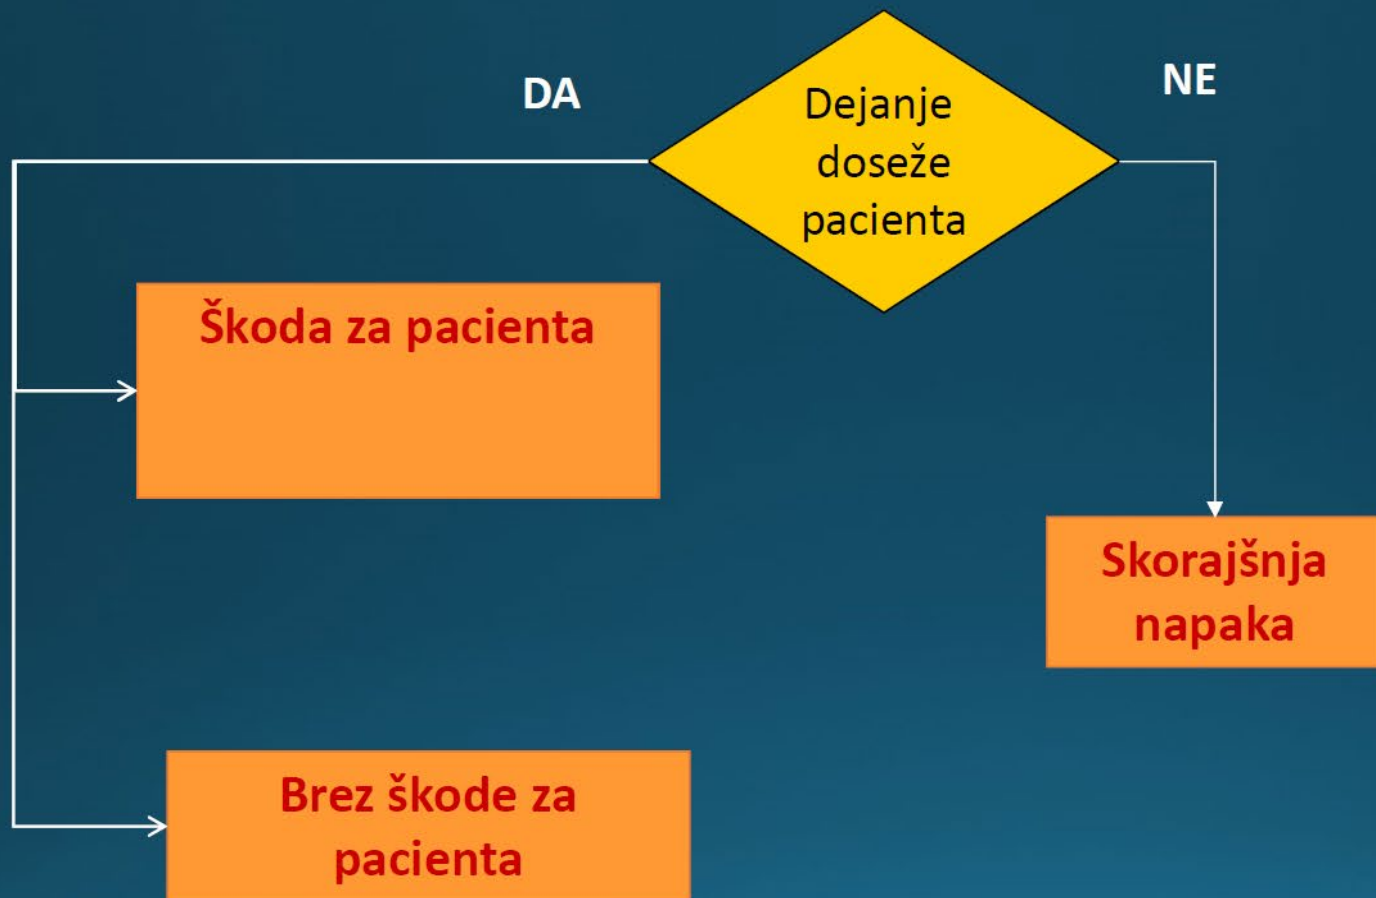 DA
Dejanje
doseže
pacienta
NE
Škoda za pacienta
Skorajšnja
napaka
Brez škode za
pacienta